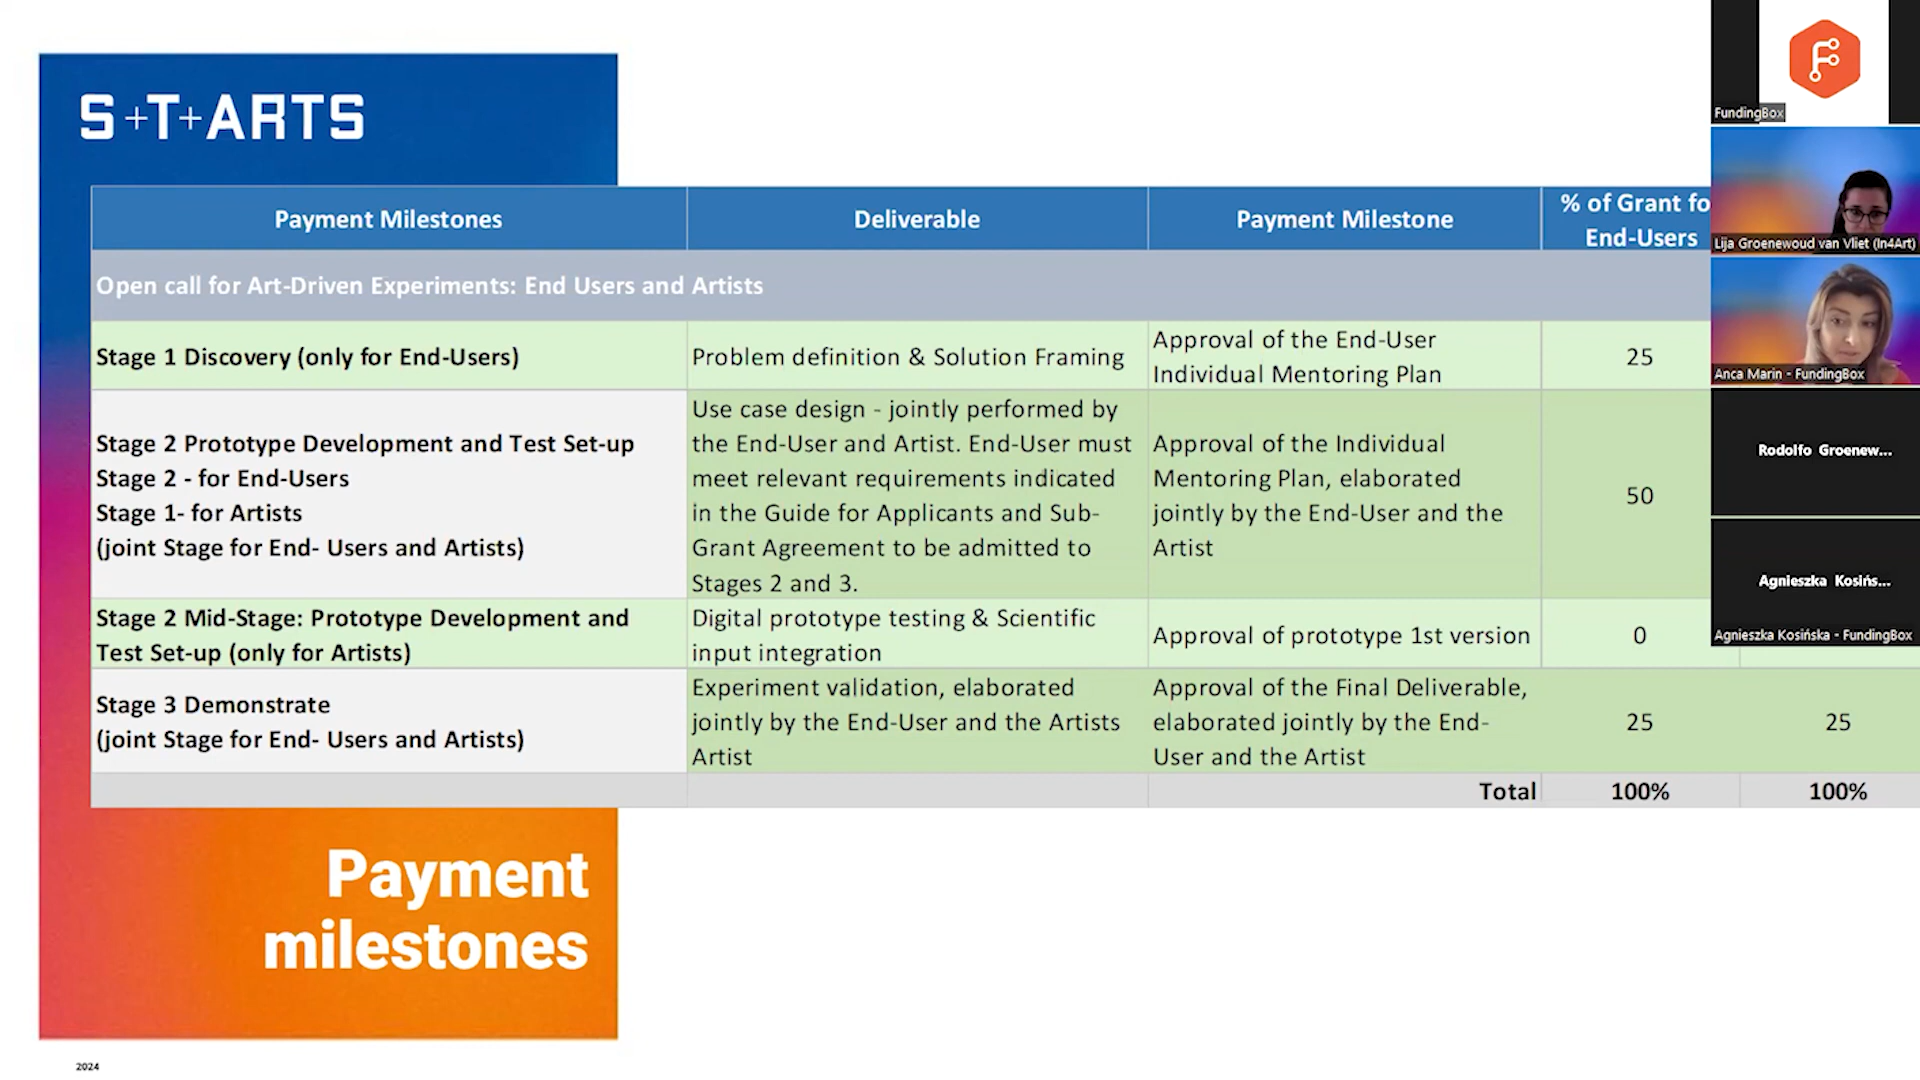 S+T+ARTS
Payment Milestones
Deliverable
Payment Milestone
% of Grant fo
End-Users
Open call for Art-Driven Experiments: End Users and Artists
Stage 1 Discovery (only for End-Users)
Problem definition & Solution Framing
Approval of the End-User
Individual Mentoring Plan
25
Stage 2 Prototype Development and Test Set-up
Stage 2 - for End-Users
Stage 1- for Artists
(joint Stage for End- Users and Artists)
Use case design - jointly performed by
the End-User and Artist. End-User must
meet relevant requirements indicated
in the Guide for Applicants and Sub-
Grant Agreement to be admitted to
Stages 2 and 3.
Approval of the Individual
Mentoring Plan, elaborated
jointly by the End-User and the
Artist
50
Stage 2 Mid-Stage: Prototype Development and
Test Set-up (only for Artists)
Digital prototype testing & Scientific
input integration
Approval of prototype 1st version
0
Stage 3 Demonstrate
(joint Stage for End- Users and Artists)
Experiment validation, elaborated
jointly by the End-User and the Artists
Artist
Approval of the Final Deliverable,
elaborated jointly by the End-
User and the Artist
25
25
Total
100%
100%
Payment
milestones
2024
FundingBox
Lija Groenewoud van Vliet (In4Art)
Anca Marin - FundingBox
Rodolfo Groenew...
Agnieszka Kosińs...
Agnieszka Kosińska - FundingBox